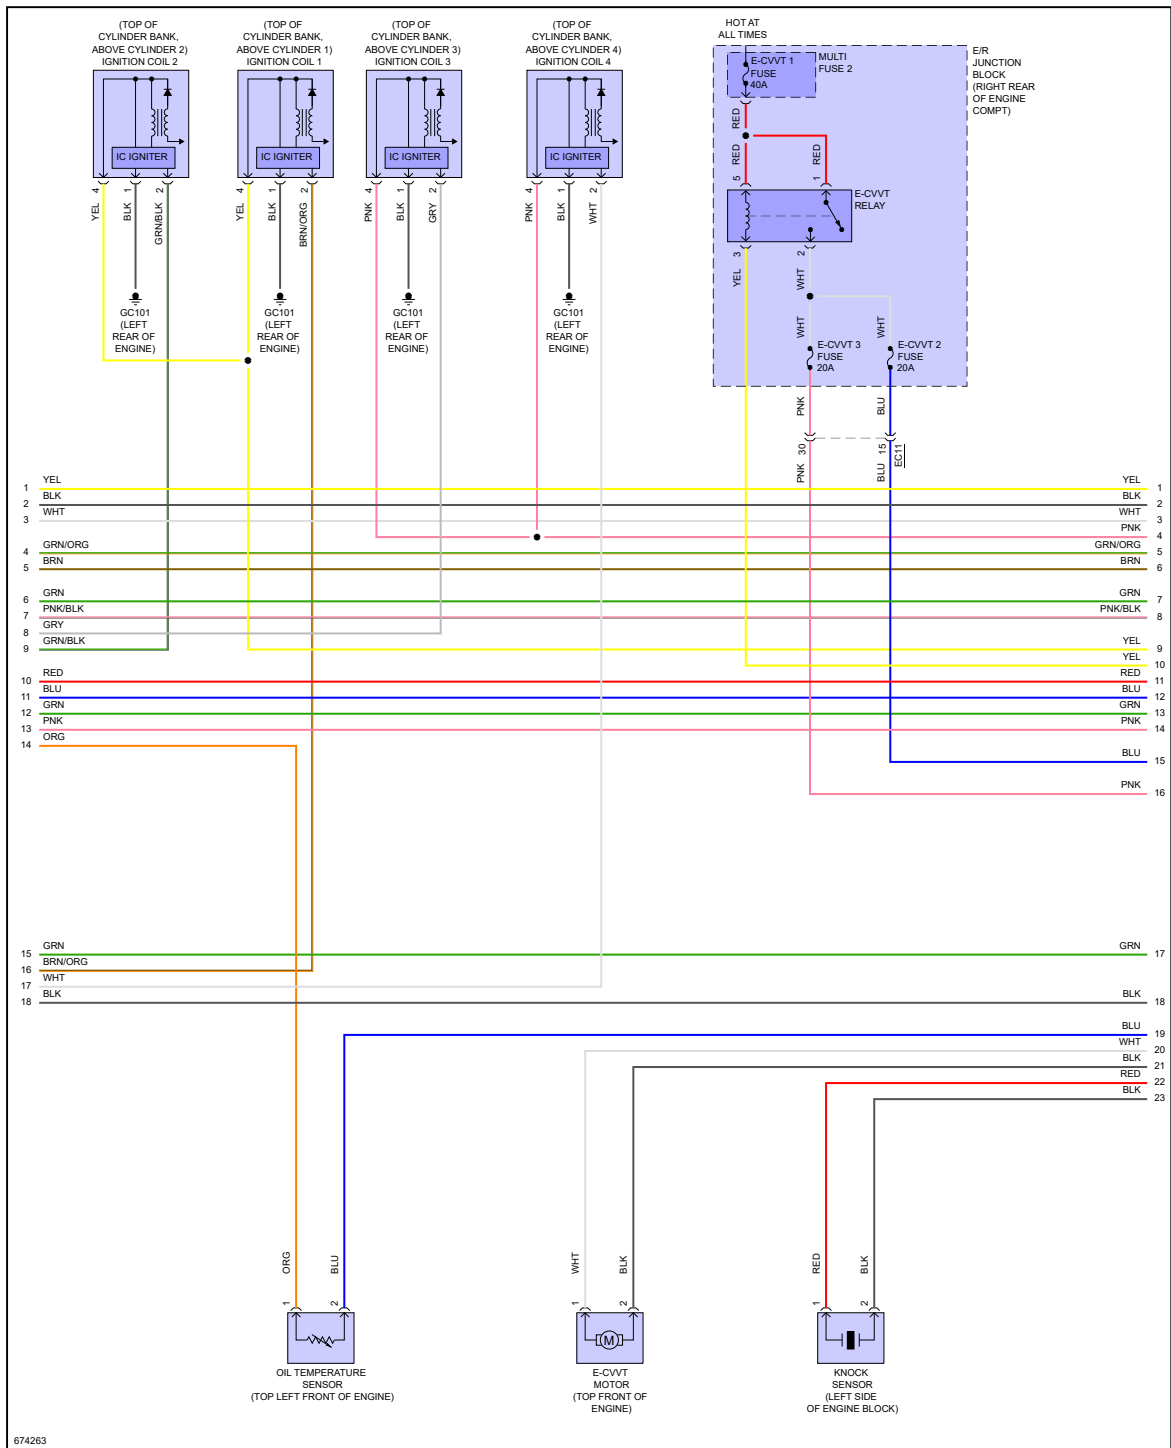 (TOP OF
CYLINDER BANK,
ABOVE CYLINDER 2)
IGNITION COIL 2
(TOP OF
CYLINDER BANK,
ABOVE CYLINDER 1)
IGNITION COIL 1
(TOP OF
CYLINDER BANK,
ABOVE CYLINDER 3)
IGNITION COIL 3
(TOP OF
CYLINDER BANK,
ABOVE CYLINDER 4)
IGNITION COIL 4
HOT AT
ALL TIMES
E-CVVT 1
FUSE
40A
MULTI
FUSE 2
E/R
JUNCTION
BLOCK
(RIGHT REAR
OF ENGINE
COMPT)
IC IGNITER
IC IGNITER
IC IGNITER
IC IGNITER
RED
RED
RED
5
1
E-CVVT
RELAY
4
1
2
4
1
2
4
1
2
4
1
2
YEL
BLK
GRN/BLK
YEL
BLK
BRN/ORG
PNK
BLK
GRY
PNK
BLK
WHT
3
2
YEL
WHT
GC101
(LEFT
REAR OF
ENGINE)
GC101
(LEFT
REAR OF
ENGINE)
GC101
(LEFT
REAR OF
ENGINE)
GC101
(LEFT
REAR OF
ENGINE)
WHT
WHT
E-CVVT 3
FUSE
20A
E-CVVT 2
FUSE
20A
PNK
BLU
30
15
EC11
PNK
BLU
1 YEL YEL 1
2 BLK BLK 2
3 WHT WHT 3
PNK 4
4 GRN/ORG GRN/ORG 5
5 BRN BRN 6
6 GRN GRN 7
7 PNK/BLK PNK/BLK 8
8 GRY
9 GRN/BLK YEL 9
YEL 10
10 RED RED 11
11 BLU BLU 12
12 GRN GRN 13
13 PNK PNK 14
14 ORG
BLU 15
PNK 16
15 GRN GRN 17
16 BRN/ORG
17 WHT
18 BLK BLK 18
BLU 19
WHT 20
BLK 21
RED 22
BLK 23
ORG
BLU
WHT
BLK
RED
BLK
1
2
1
2
1
2
M
OIL TEMPERATURE
SENSOR
(TOP LEFT FRONT OF ENGINE)
E-CVVT
MOTOR
(TOP FRONT OF
ENGINE)
KNOCK
SENSOR
(LEFT SIDE
OF ENGINE BLOCK)
674263